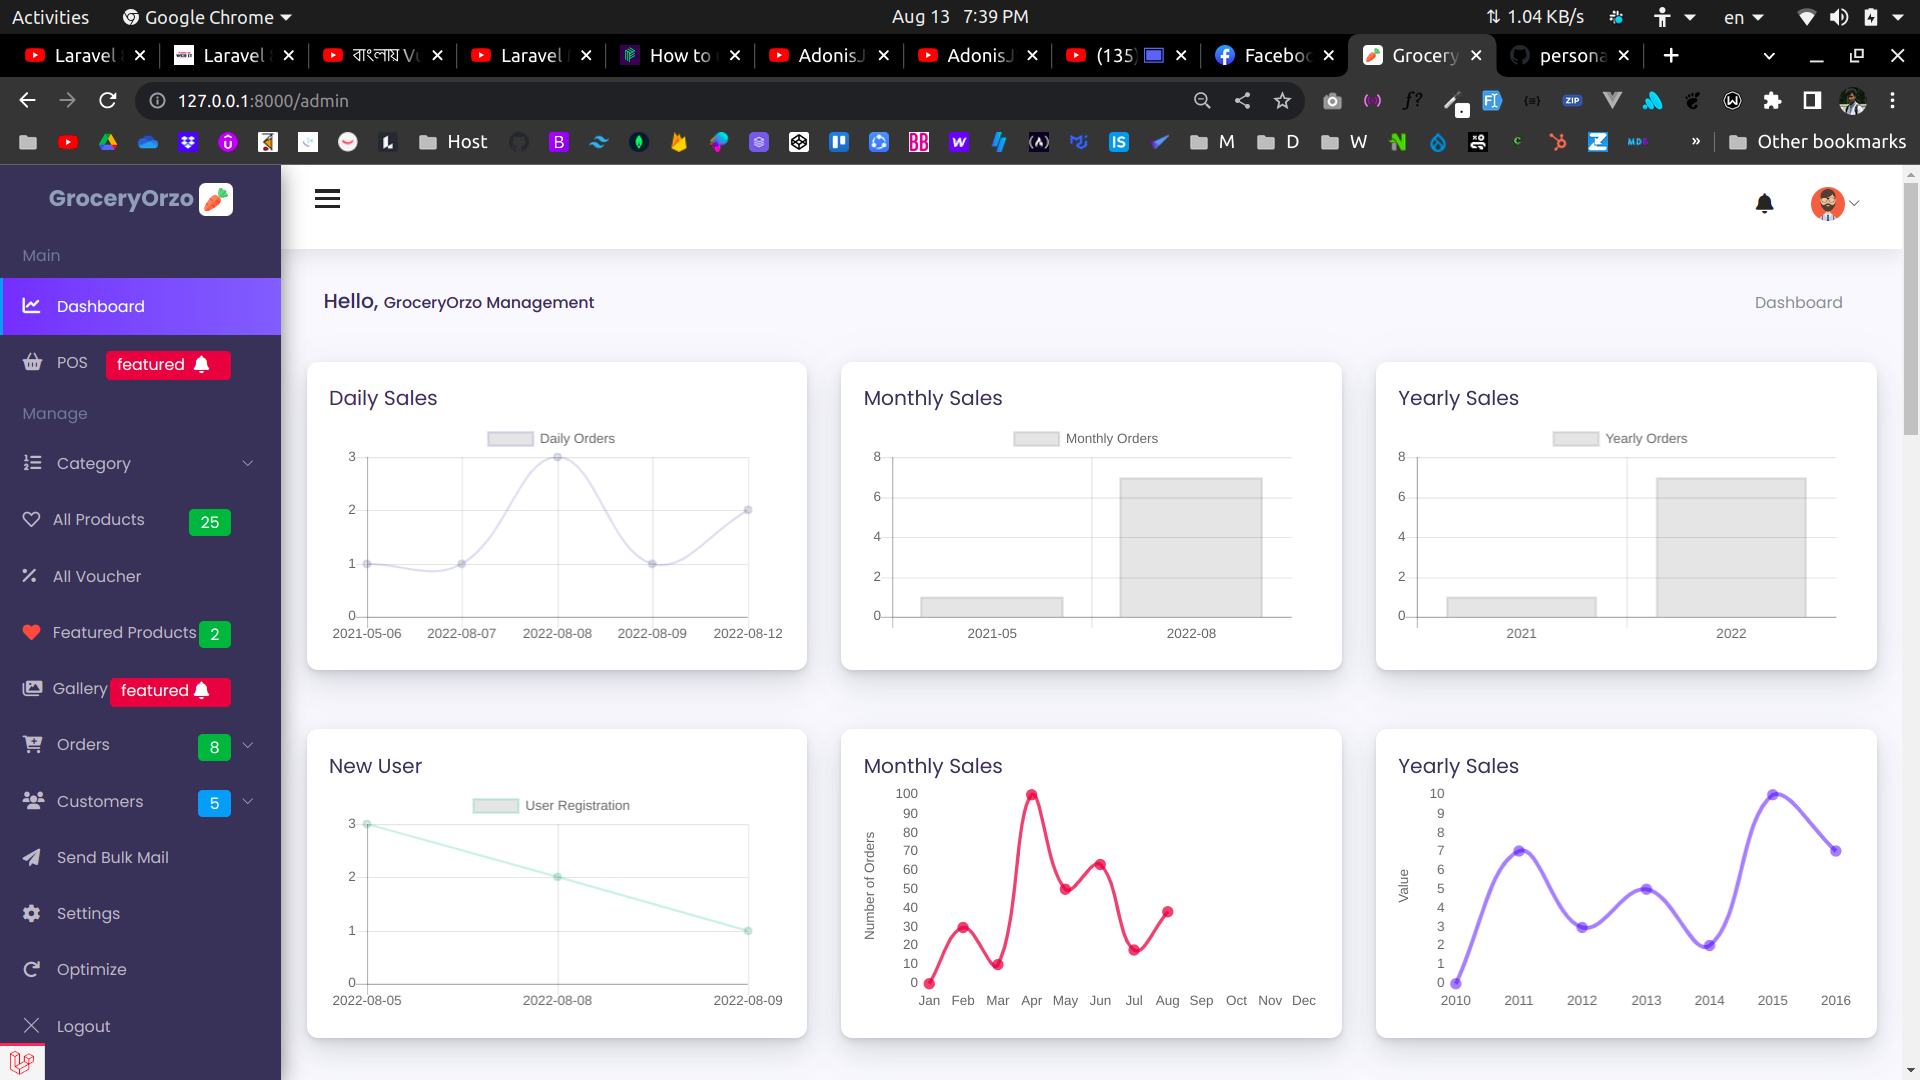 Activities
Google Chrome
Aug 13 7:39 PM
1.04 KB/s
en
Laravel
Laravel
বাংলায় Vu
Laravel
How to
AdonisJ
AdonisJ
(135)
Faceboo
Grocery
persona
127.0.0.1:8000/admin
f?
ZIP
Host
M
D
W
»
Other bookmarks
GroceryOrzo
Main
Dashboard
POS featured
Manage
Category
All Products 25
All Voucher
Featured Products 2
Gallery featured
Orders 8
Customers 5
Send Bulk Mail
Settings
Optimize
Logout
Hello, GroceryOrzo Management
Dashboard
Daily Sales
Daily Orders
3
2
1
0
2021-05-06 2022-08-07 2022-08-08 2022-08-09 2022-08-12
Monthly Sales
Monthly Orders
8
6
4
2
0
2021-05 2022-08
Yearly Sales
Yearly Orders
8
6
4
2
0
2021 2022
New User
User Registration
3
2
1
0
2022-08-05 2022-08-08 2022-08-09
Monthly Sales
Number of Orders
100
90
80
70
60
50
40
30
20
10
0
Jan Feb Mar Apr May Jun Jul Aug Sep Oct Nov Dec
Yearly Sales
Value
10
9
8
7
6
5
4
3
2
1
0
2010 2011 2012 2013 2014 2015 2016